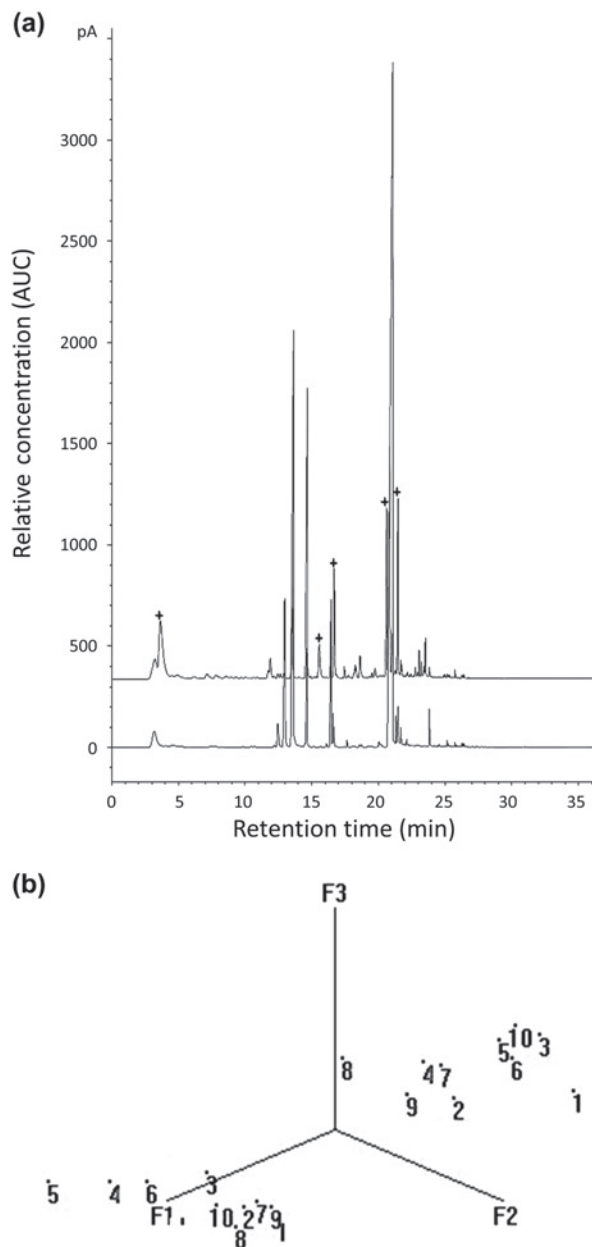 (a)
pA
3000
2500
2000
1500
1000
500
0
Relative concentration (AUC)
+ + + + +
0 5 10 15 20 25 30 35
Retention time (min)
(b)
F3
8 4 7 5 10 3 6
9 2 1
5 4 6 3
F1 10 2 7 9 1 8
F2